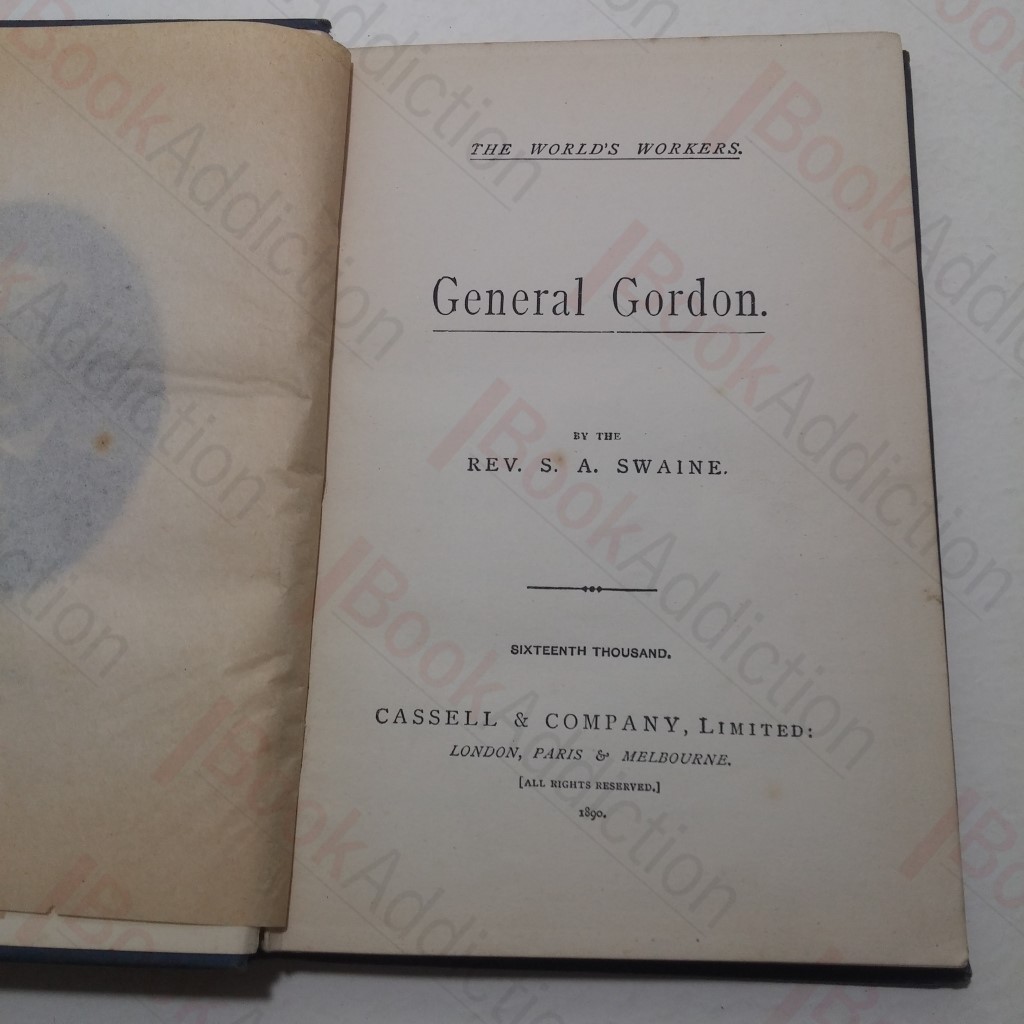 THE WORLD'S WORKERS.
General Gordon.
BY THE
REV. S. A. SWAINE.
SIXTEENTH THOUSAND.
CASSELL & COMPANY, LIMITED:
LONDON, PARIS & MELBOURNE.
[ALL RIGHTS RESERVED.]
1890.
BookAddiction